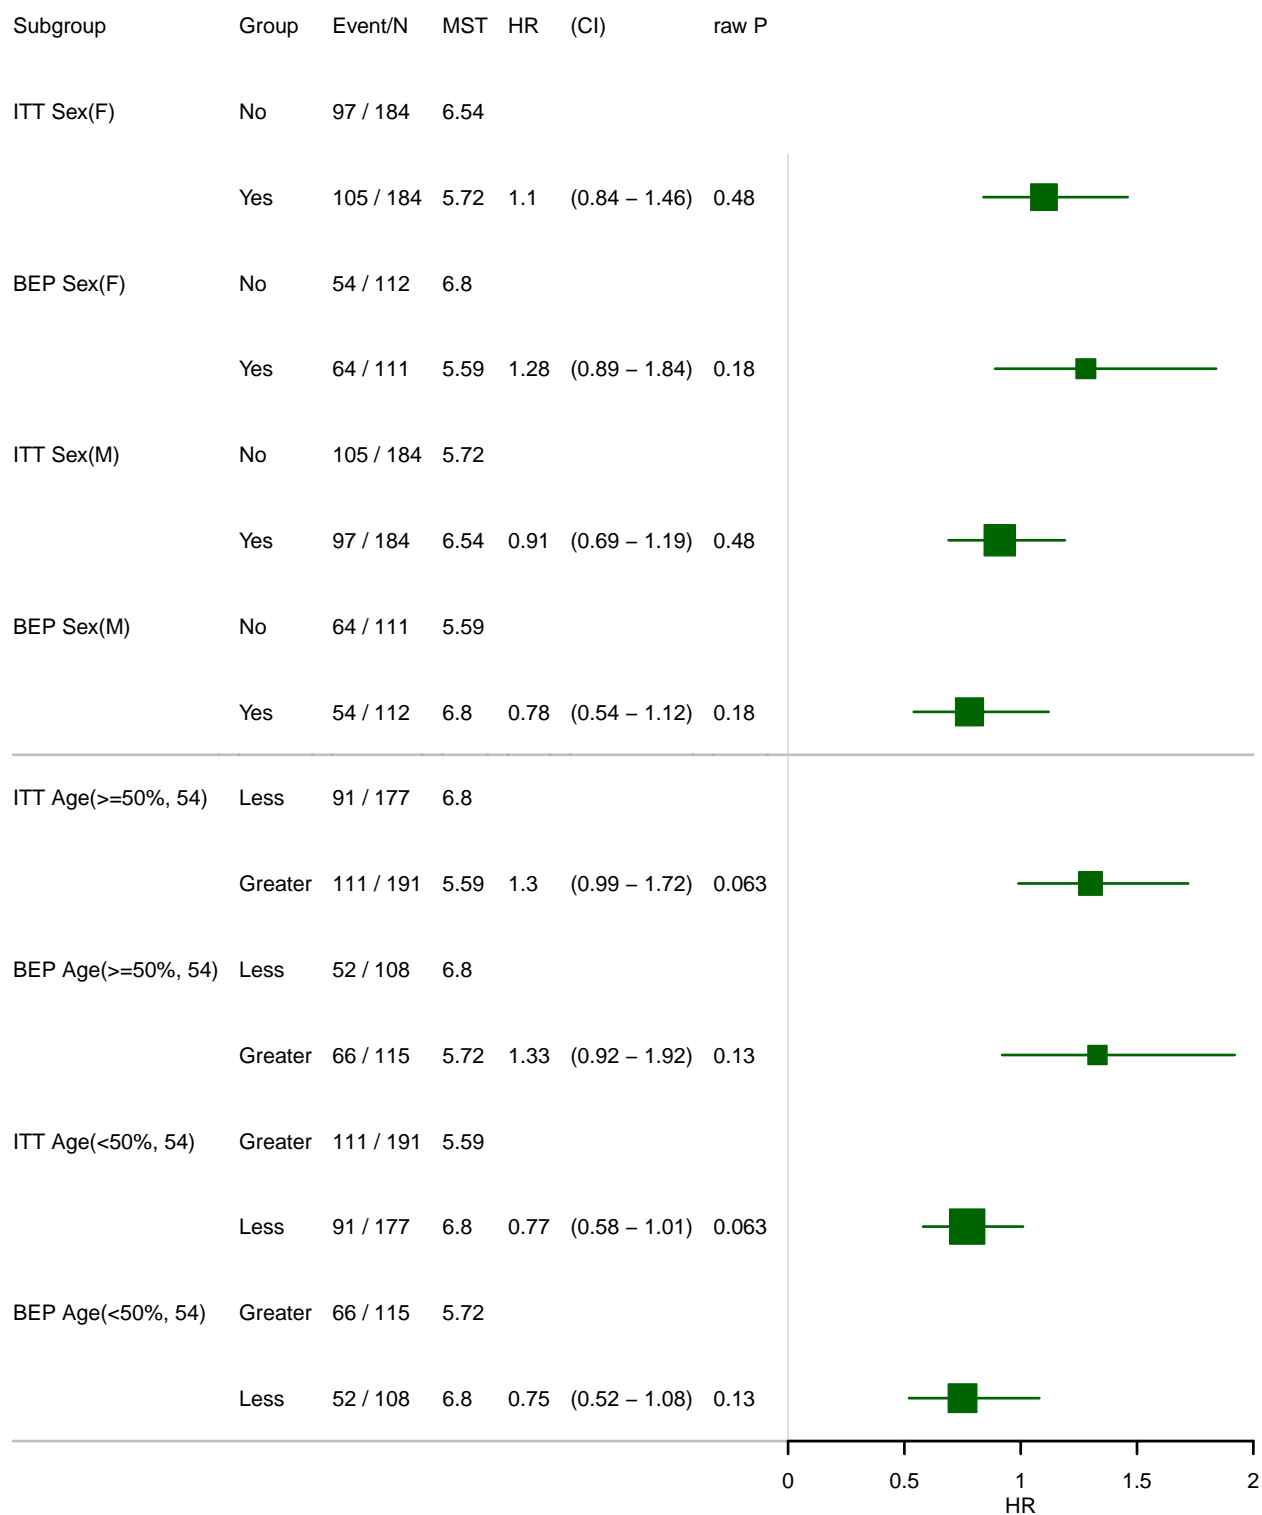 Subgroup Group Event/N MST HR (CI) raw P
ITT Sex(F) No 97 / 184 6.54
Yes 105 / 184 5.72 1.1 (0.84 – 1.46) 0.48
BEP Sex(F) No 54 / 112 6.8
Yes 64 / 111 5.59 1.28 (0.89 – 1.84) 0.18
ITT Sex(M) No 105 / 184 5.72
Yes 97 / 184 6.54 0.91 (0.69 – 1.19) 0.48
BEP Sex(M) No 64 / 111 5.59
Yes 54 / 112 6.8 0.78 (0.54 – 1.12) 0.18
ITT Age(>=50%, 54) Less 91 / 177 6.8
Greater 111 / 191 5.59 1.3 (0.99 – 1.72) 0.063
BEP Age(>=50%, 54) Less 52 / 108 6.8
Greater 66 / 115 5.72 1.33 (0.92 – 1.92) 0.13
ITT Age(<50%, 54) Greater 111 / 191 5.59
Less 91 / 177 6.8 0.77 (0.58 – 1.01) 0.063
BEP Age(<50%, 54) Greater 66 / 115 5.72
Less 52 / 108 6.8 0.75 (0.52 – 1.08) 0.13
0 0.5 1 1.5 2
HR